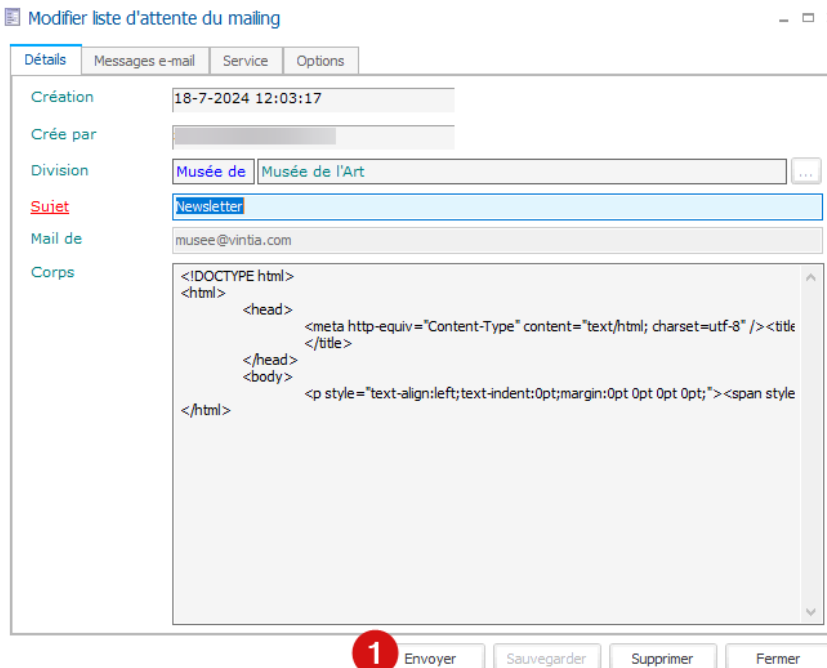 Modifier liste d'attente du mailing
Détails Messages e-mail Service Options
Création 18-7-2024 12:03:17
Crée par
Division Musée de Musée de l'Art ...
Sujet Newsletter
Mail de musee@vintia.com
Corps <!DOCTYPE html>
<html>
<head>
<meta http-equiv="Content-Type" content="text/html; charset=utf-8" /><title
</title>
</head>
<body>
<p style="text-align:left;text-indent:0pt;margin:0pt 0pt 0pt 0pt;"><span style
</html>
1 Envoyer Sauvegarder Supprimer Fermer